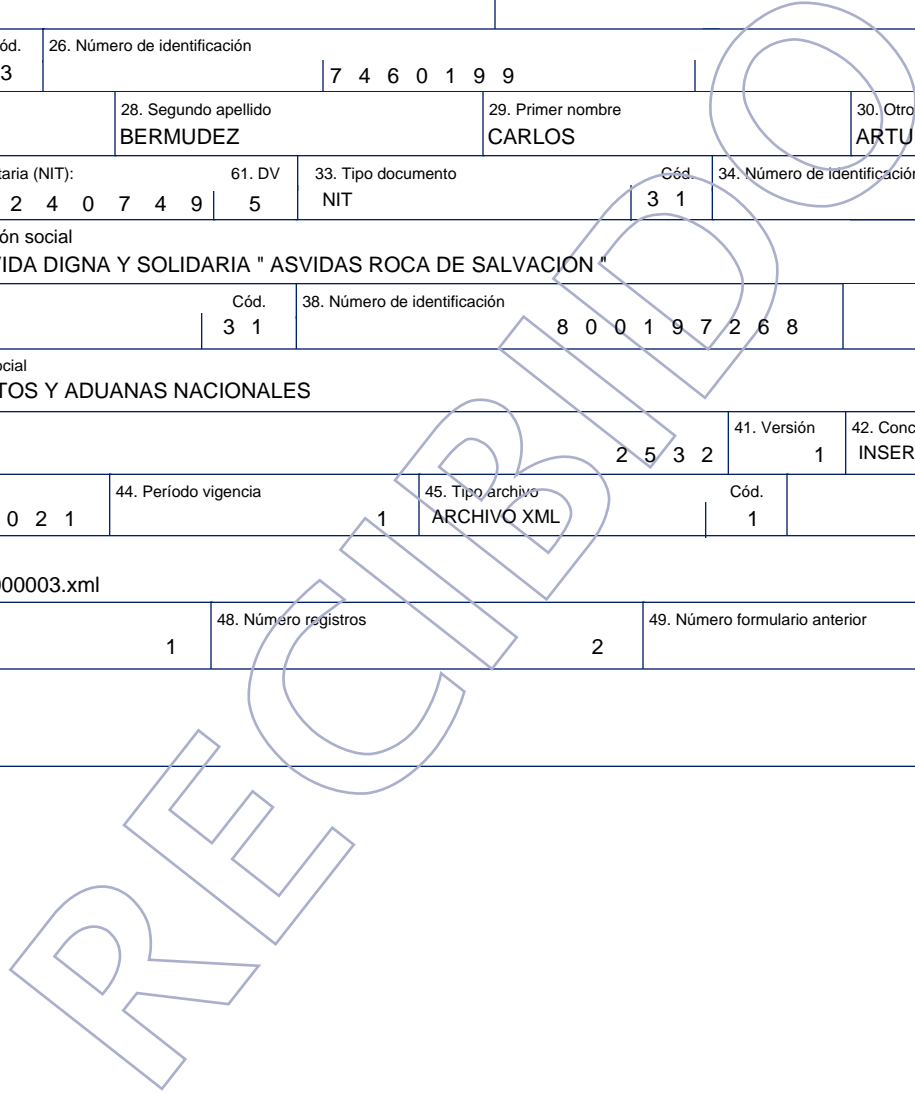 ód. 26. Número de identificación
3 7 4 6 0 1 9 9
28. Segundo apellido 29. Primer nombre 30. Otro
BERMUDEZ CARLOS ARTU
taria (NIT): 61. DV 33. Tipo documento Cód. 34. Número de identificación
2 4 0 7 4 9 5 NIT 3 1
ón social
VIDA DIGNA Y SOLIDARIA " ASVIDAS ROCA DE SALVACION "
Cód. 38. Número de identificación
3 1 8 0 0 1 9 7 2 6 8
ocial
TOS Y ADUANAS NACIONALES
41. Versión 42. Conc
2 5 3 2 1 INSER
44. Período vigencia 45. Tipo archivo Cód.
0 2 1 1 ARCHIVO XML 1
000003.xml
48. Número registros 49. Número formulario anterior
1 2
RECIBIDO